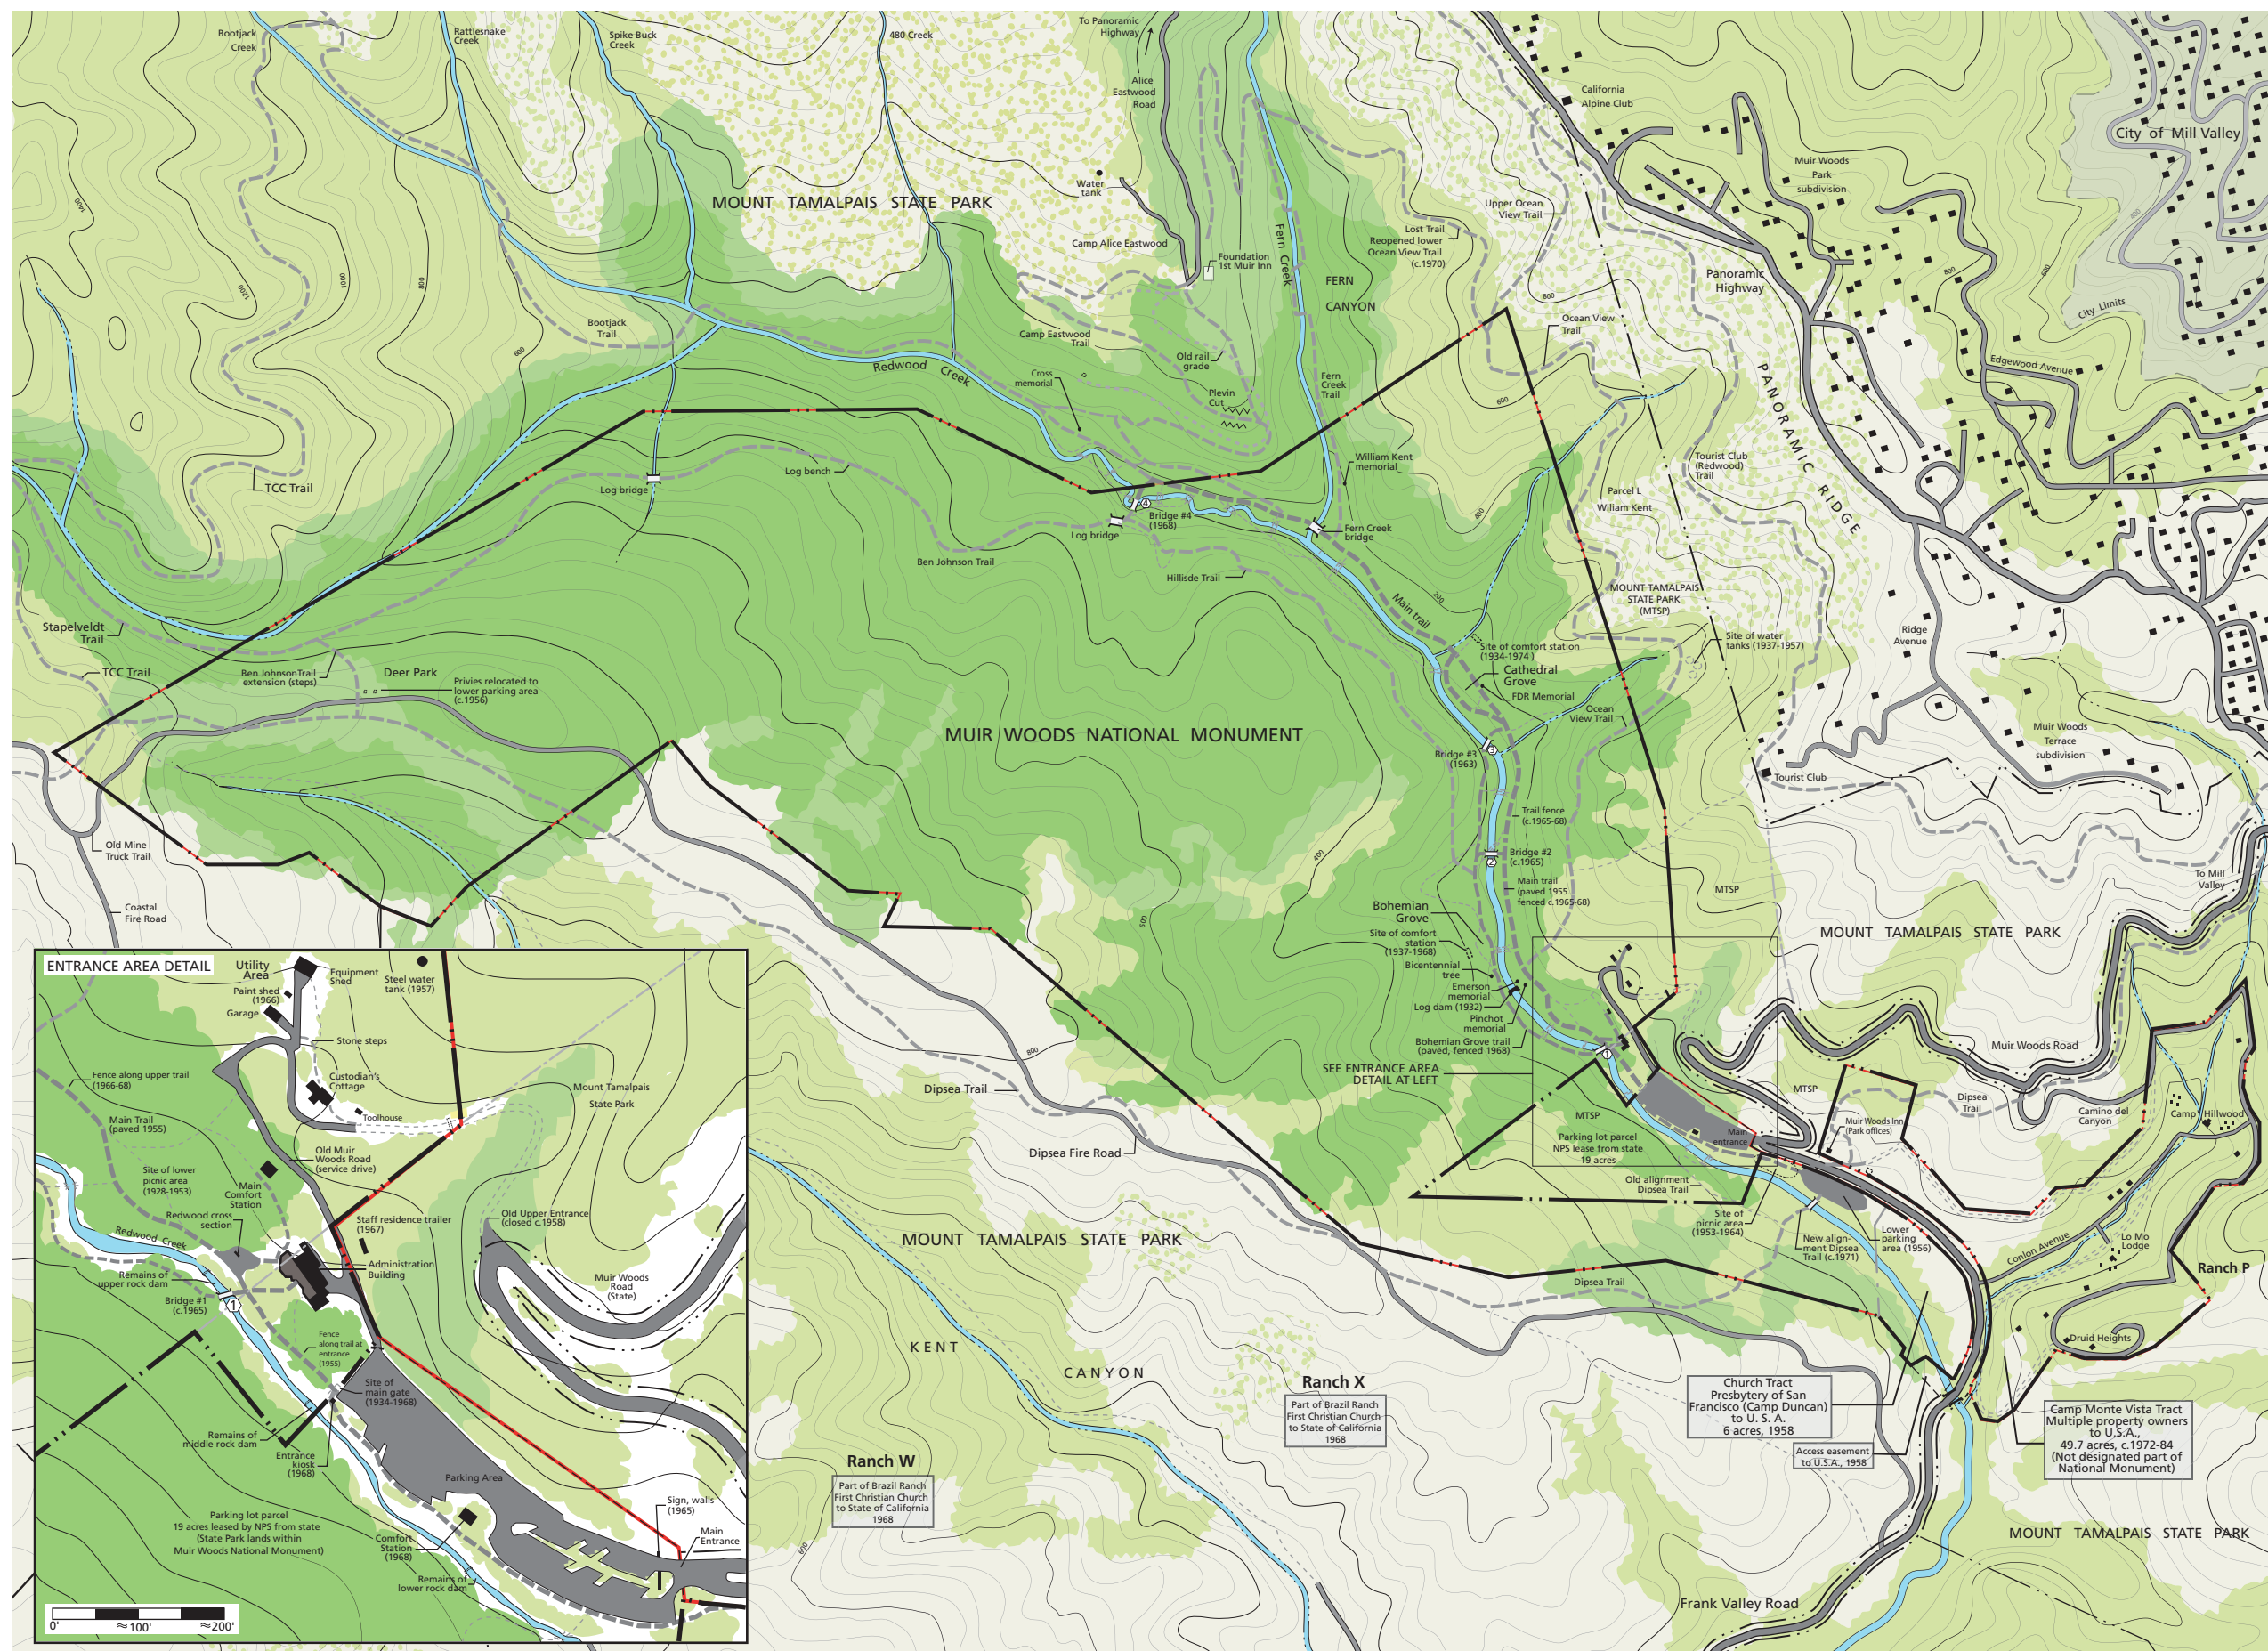 Bootjack
Creek
Rattlesnake
Creek
Spike Buck
Creek
480 Creek
To Panoramic
Highway
Alice
Eastwood
Road
California
Alpine Club
City of Mill Valley
Muir Woods
Park
subdivision
MOUNT TAMALPAIS STATE PARK
Water
tank
Camp Alice Eastwood
Foundation
1st Muir Inn
Fern Creek
FERN
CANYON
Upper Ocean
View Trail
Lost Trail
Reopened lower
Ocean View Trail
(c.1970)
Panoramic
Highway
City Limits
1400
1200
1000
800
600
800
800
600
400
Bootjack
Trail
Camp Eastwood
Trail
Old rail
grade
Ocean View
Trail
Edgewood Avenue
Redwood Creek
Cross
memorial
Plevin
Cut
Fern
Creek
Trail
600
PANORAMIC RIDGE
TCC Trail
Log bridge
Log bench
William Kent
memorial
Tourist Club
(Redwood)
Trail
Parcel L
Wiliam Kent
400
4
Bridge #4
(1968)
Log bridge
Fern Creek
bridge
Ben Johnson Trail
Hillisde Trail
Main trail
200
MOUNT TAMALPAIS
STATE PARK
(MTSP)
Stapelveldt
Trail
TCC Trail
Ben JohnsonTrail
extension (steps)
Deer Park
Privies relocated to
lower parking area
(c.1956)
Site of comfort station
(1934-1974 )
Cathedral
Grove
FDR Memorial
Ocean
View Trail
Site of water
tanks (1937-1957)
Ridge
Avenue
MUIR WOODS NATIONAL MONUMENT
Bridge #3
(1963)
3
Muir Woods
Terrace
subdivision
Tourist Club
Old Mine
Truck Trail
Coastal
Fire Road
Trail fence
(c.1965-68)
Bridge #2
(c.1965)
2
Main trail
(paved 1955.
fenced c.1965-68)
400
600
MTSP
To Mill
Valley
Bohemian
Grove
Site of comfort
station
(1937-1968)
Bicentennial
tree
Emerson
memorial
Log dam (1932)
Pinchot
memorial
Bohemian Grove trail
(paved, fenced 1968)
SEE ENTRANCE AREA
DETAIL AT LEFT
1
MOUNT TAMALPAIS STATE PARK
Muir Woods Road
800
Dipsea Trail
Dipsea Fire Road
MTSP
Parking lot parcel
NPS lease from state
19 acres
Main
entrance
MTSP
Muir Woods Inn
(Park offices)
Dipsea
Trail
Camino del
Canyon
Camp Hillwood
Old alignment
Dipsea Trail
Site of
picnic area
(1953-1964)
New align-
ment Dipsea
Trail (c.1971)
Lower
parking
area (1956)
Conlon Avenue
Lo Mo
Lodge
Ranch P
MOUNT TAMALPAIS STATE PARK
Dipsea Trail
Druid Heights
KENT
CANYON
Ranch X
Part of Brazil Ranch
First Christian Church
to State of California
1968
Church Tract
Presbytery of San
Francisco (Camp Duncan)
to U. S. A.
6 acres, 1958
Access easement
to U.S.A., 1958
Camp Monte Vista Tract
Multiple property owners
to U.S.A.,
49.7 acres, c.1972-84
(Not designated part of
National Monument)
Ranch W
Part of Brazil Ranch
First Christian Church
to State of California
1968
600
MOUNT TAMALPAIS STATE PARK
Frank Valley Road
ENTRANCE AREA DETAIL
Utility
Area
Equipment
Shed
Steel water
tank (1957)
Paint shed
(1966)
Garage
Stone steps
Fence along upper trail
(1966-68)
Custodian's
Cottage
Toolhouse
Mount Tamalpais
State Park
Main Trail
(paved 1955)
Old Muir
Woods Road
(service drive)
Site of lower
picnic area
(1928-1953)
Main
Comfort
Station
Redwood cross
section
Staff residence trailer
(1967)
Old Upper Entrance
(closed c.1958)
Redwood Creek
Administration
Building
Remains of
upper rock dam
Bridge #1
(c.1965)
1
Muir Woods
Road
(State)
Fence
along trail at
entrance
(1955)
Site of
main gate
(1934-1968)
Remains of
middle rock dam
Entrance
kiosk
(1968)
Parking Area
Sign, walls
(1965)
Main
Entrance
Parking lot parcel
19 acres leased by NPS from state
(State Park lands within
Muir Woods National Monument)
Comfort
Station
(1968)
Remains of
lower rock dam
0' ≈100' ≈200'